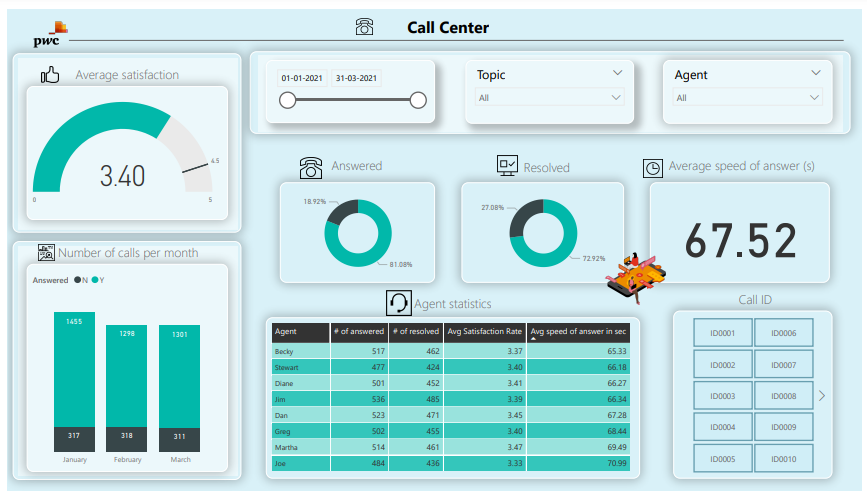 pwc
Call Center
Average satisfaction
3.40
4.5
0
5
01-01-2021 31-03-2021
Topic
All
Agent
All
Answered
18.92%
81.08%
Resolved
27.08%
72.92%
Average speed of answer (s)
67.52
Number of calls per month
Answered N Y
1455 1298 1301
317 318 311
January February March
Agent statistics
Agent # of answered # of resolved Avg Satisfaction Rate Avg speed of answer in sec
Becky 517 462 3.37 65.33
Stewart 477 424 3.40 66.18
Diane 501 452 3.41 66.27
Jim 536 485 3.39 66.34
Dan 523 471 3.45 67.28
Greg 502 455 3.40 68.44
Martha 514 461 3.47 69.49
Joe 484 436 3.33 70.99
Call ID
ID0001 ID0006
ID0002 ID0007
ID0003 ID0008
ID0004 ID0009
ID0005 ID0010